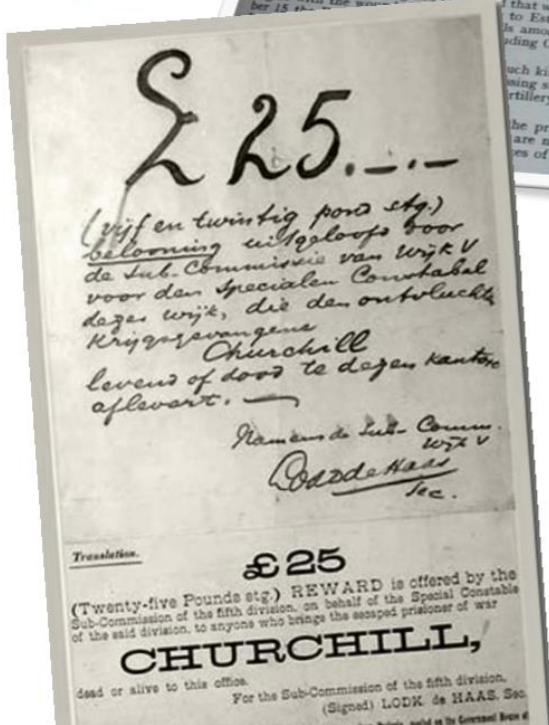 £ 25.-.-
(vijf en twintig pond stg.)
belooning uitgeloofd door
de Sub-Commissie van Wijk V
voor den specialen Constabel
dezes wijk, die den ontvluchte
Krijgsgevangene
Churchill
levend of dood te dezen kantore
aflevert.
Namens de Sub-Comm.
Wijk V
Lodk de Haas
Sec.
Translation.
£25
(Twenty-five Pounds stg.) REWARD is offered by the
Sub-Commission of the fifth division, on behalf of the Special Constable
of the said division, to anyone who brings the escaped prisoner of war
CHURCHILL,
dead or alive to this office.
For the Sub-Commission of the fifth division,
(Signed) LODK. de HAAS, Sec.